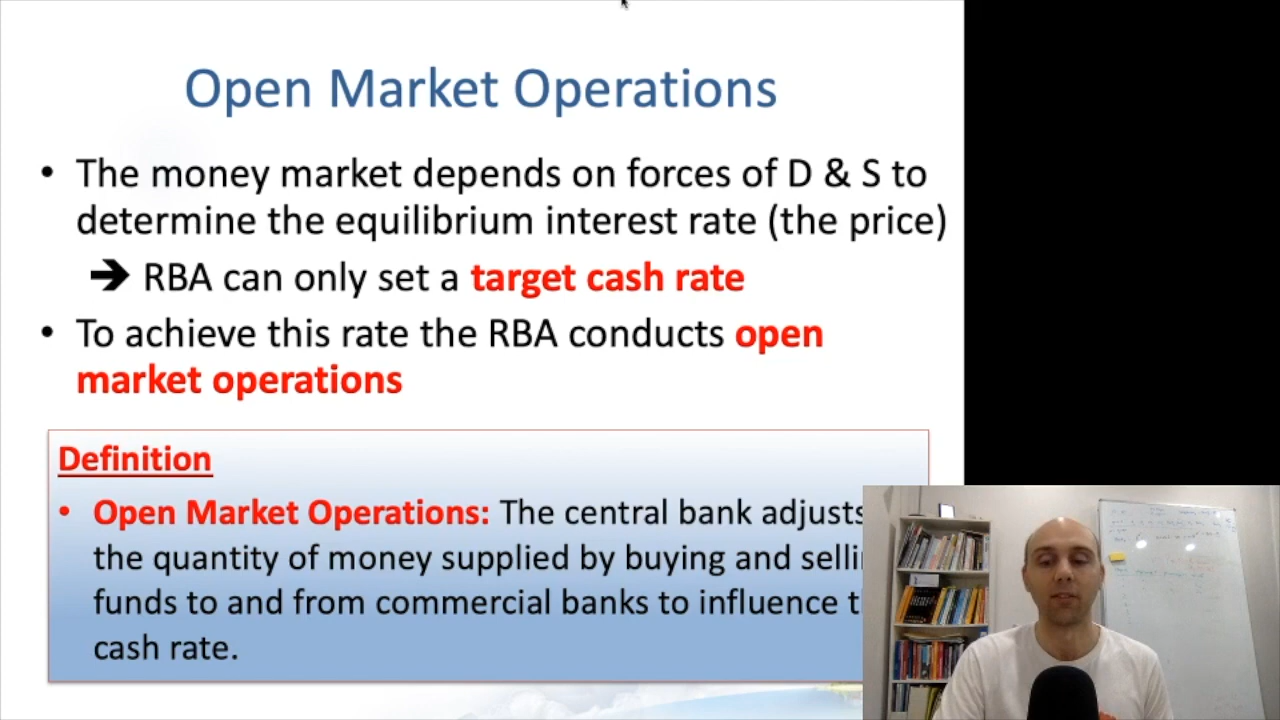 Open Market Operations
• The money market depends on forces of D & S to
determine the equilibrium interest rate (the price)
➔ RBA can only set a target cash rate
• To achieve this rate the RBA conducts open
market operations
Definition
• Open Market Operations: The central bank adjusts
the quantity of money supplied by buying and
funds to and from commercial banks to influence
cash rate.